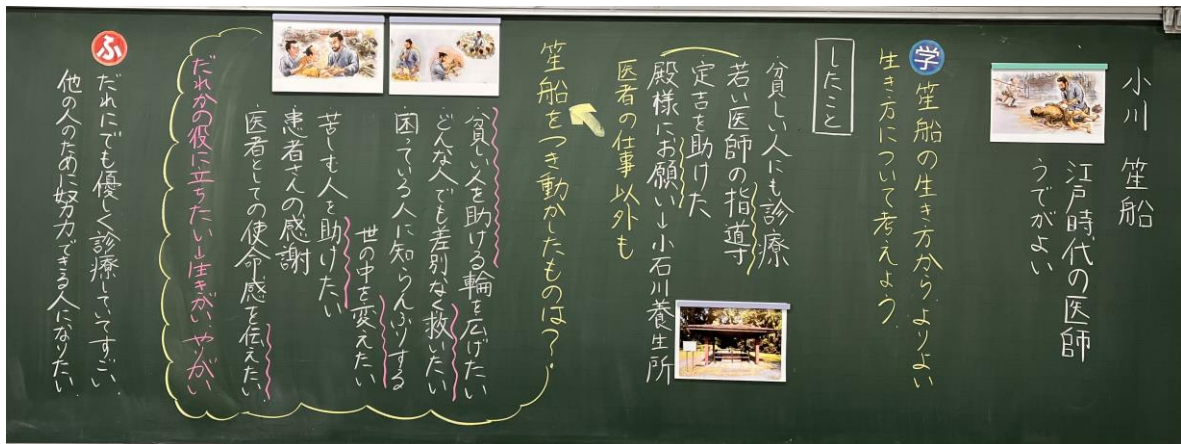 小川 笙船
江戸時代の医師
うでがよい
学 笙船の生き方から、よりよい
生き方について考えよう。
したこと
貧しい人にも診療
若い医師の指導
定吉を助けた
殿様にお願い→小石川養生所
医者の仕事以外も
笙船をつき動かしたものは?
貧しい人を助ける輪を広げたい
どんな人でも差別なく救いたい
困っている人に知らんぷりする
世の中を変えたい
苦しむ人を助けたい
患者さんの感謝
医者としての使命感を伝えたい
だれかの役に立ちたい→生きがい、やりがい
ふ だれにでも優しく診療していてすごい。
他の人のために努力できる人になりたい。